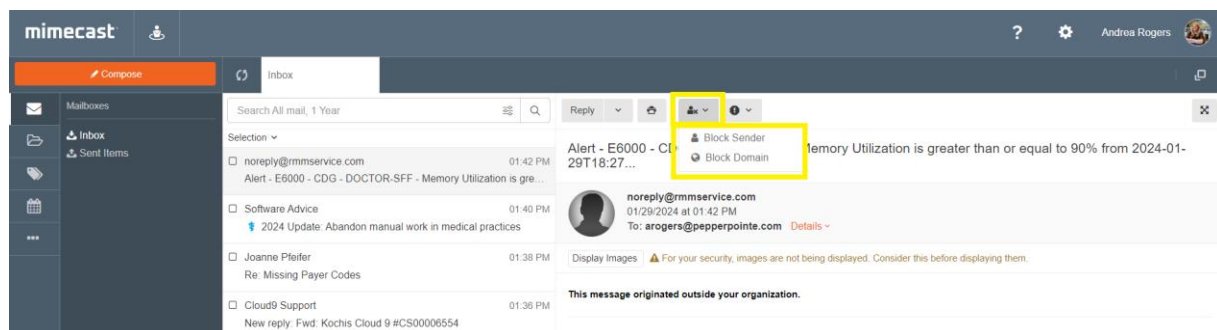 mimecast
?
Andrea Rogers
Compose
Inbox
Mailboxes
Inbox
Sent Items
Search All mail, 1 Year
Selection
noreply@rmmservice.com 01:42 PM
Alert - E6000 - CDG - DOCTOR-SFF - Memory Utilization is gre...
Software Advice 01:40 PM
2024 Update: Abandon manual work in medical practices
Joanne Pfeifer 01:38 PM
Re: Missing Payer Codes
Cloud9 Support 01:36 PM
New reply: Fwd: Kochis Cloud 9 #CS00006554
Reply
Block Sender
Block Domain
Alert - E6000 - CD Memory Utilization is greater than or equal to 90% from 2024-01-
29T18:27...
noreply@rmmservice.com
01/29/2024 at 01:42 PM
To: arogers@pepperpointe.com Details
Display Images For your security, images are not being displayed. Consider this before displaying them.
This message originated outside your organization.